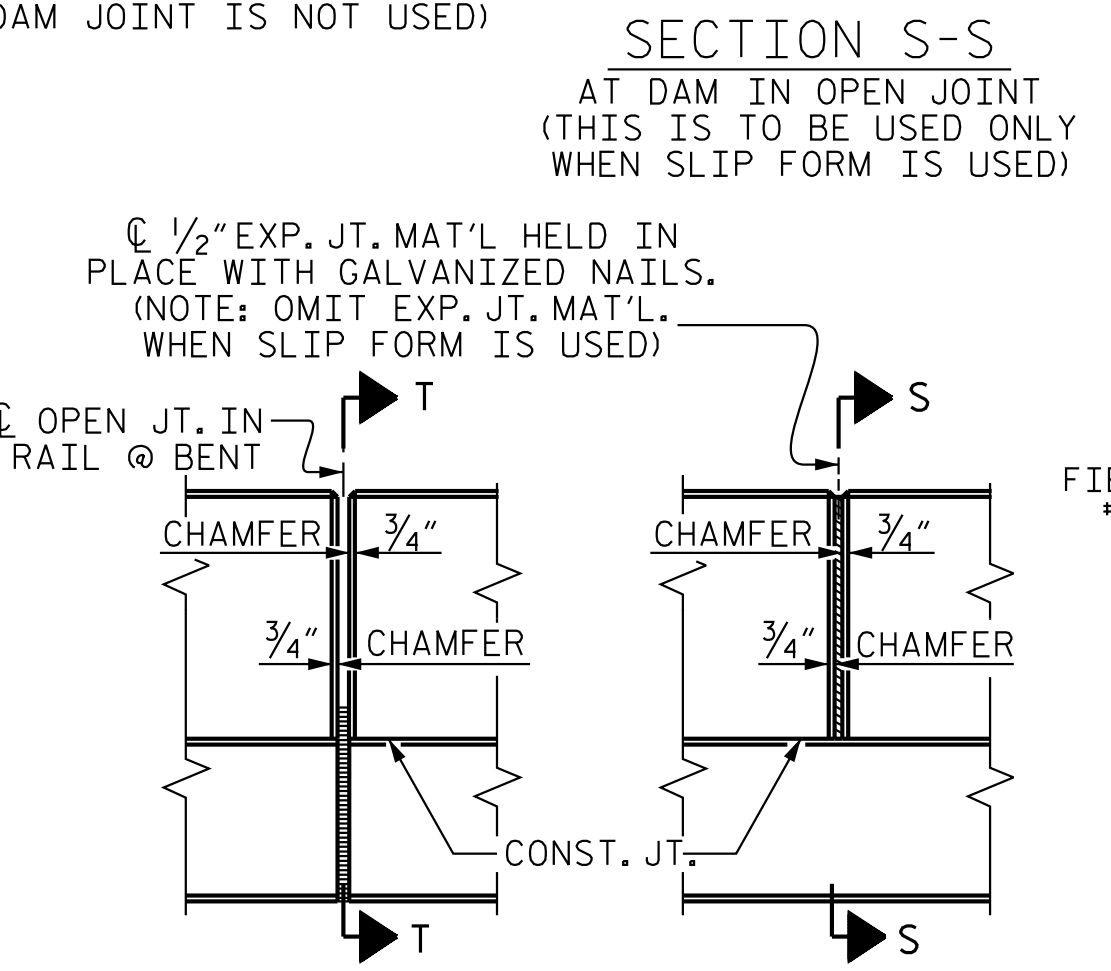 DAM JOINT IS NOT USED)
SECTION S-S
AT DAM IN OPEN JOINT
(THIS IS TO BE USED ONLY
WHEN SLIP FORM IS USED)
℄ 1/2" EXP. JT. MAT'L HELD IN
PLACE WITH GALVANIZED NAILS.
(NOTE: OMIT EXP. JT. MAT'L.
WHEN SLIP FORM IS USED)
T
S
℄ OPEN JT. IN
RAIL @ BENT
CHAMFER
3/4"
CHAMFER
3/4"
3/4"
CHAMFER
3/4"
CHAMFER
CONST. JT.
T
S